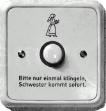 Bitte nur einmal klingeln,
Schwester kommt sofort.